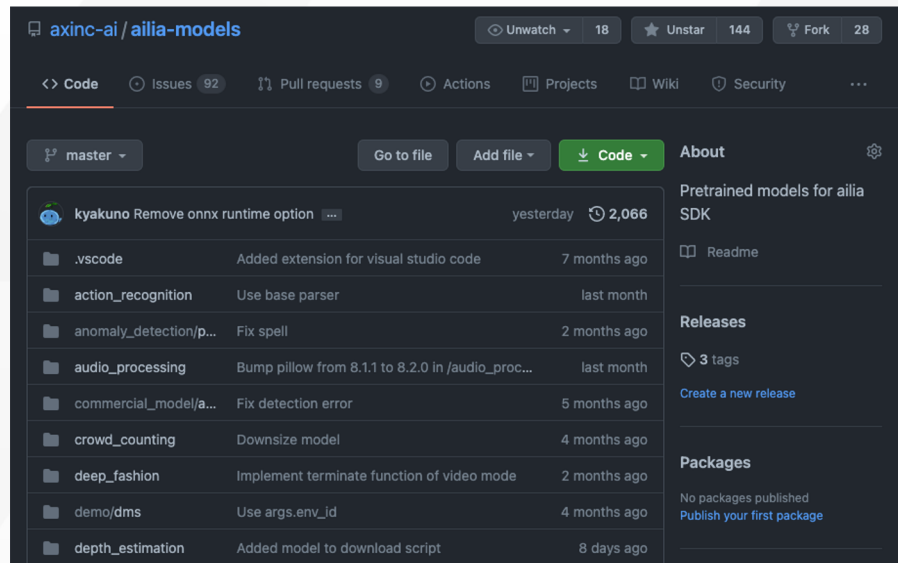 axinc-ai / ailia-models
Unwatch 18
Unstar 144
Fork 28
<> Code
Issues 92
Pull requests 9
Actions
Projects
Wiki
Security
...
master
Go to file
Add file
Code
kyakuno Remove onnx runtime option ... yesterday 2,066
.vscode Added extension for visual studio code 7 months ago
action_recognition Use base parser last month
anomaly_detection/p... Fix spell 2 months ago
audio_processing Bump pillow from 8.1.1 to 8.2.0 in /audio_proc... last month
commercial_model/a... Fix detection error 5 months ago
crowd_counting Downsize model 4 months ago
deep_fashion Implement terminate function of video mode 2 months ago
demo/dms Use args.env_id 4 months ago
depth_estimation Added model to download script 8 days ago
About
Pretrained models for ailia
SDK
Readme
Releases
3 tags
Create a new release
Packages
No packages published
Publish your first package